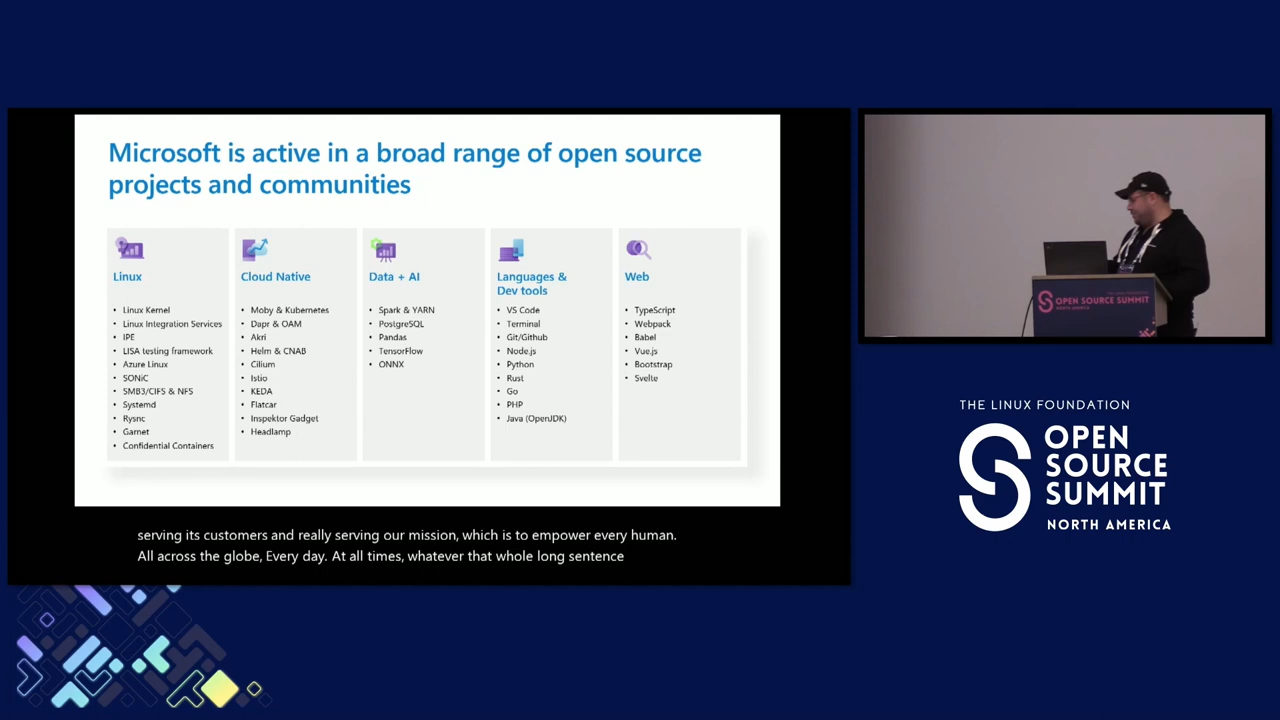 Microsoft is active in a broad range of open source
projects and communities
Linux
• Linux Kernel
• Linux Integration Services
• IPE
• LISA testing framework
• Azure Linux
• SONiC
• SMB3/CIFS & NFS
• Systemd
• Rysnc
• Garnet
• Confidential Containers
Cloud Native
• Moby & Kubernetes
• Dapr & OAM
• Akri
• Helm & CNAB
• Cilium
• Istio
• KEDA
• Flatcar
• Inspektor Gadget
• Headlamp
Data + AI
• Spark & YARN
• PostgreSQL
• Pandas
• TensorFlow
• ONNX
Languages &
Dev tools
• VS Code
• Terminal
• Git/Github
• Node.js
• Python
• Rust
• Go
• PHP
• Java (OpenJDK)
Web
• TypeScript
• Webpack
• Babel
• Vue.js
• Bootstrap
• Svelte
serving its customers and really serving our mission, which is to empower every human.
All across the globe, Every day. At all times, whatever that whole long sentence
THE LINUX FOUNDATION
OPEN SOURCE SUMMIT
NORTH AMERICA
THE LINUX FOUNDATION
OPEN
SOURCE
SUMMIT
NORTH AMERICA